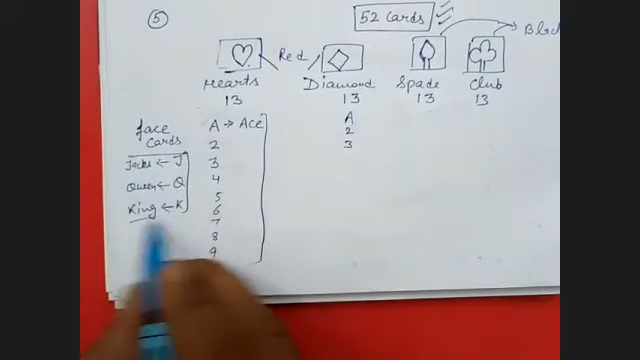 5
52 cards
Red
Hearts
13
Diamond
13
Spade
13
Club
13
face
cards
Jacks ← J
Queen ← Q
King ← K
A → Ace
2
3
4
5
6
7
8
9
A
2
3